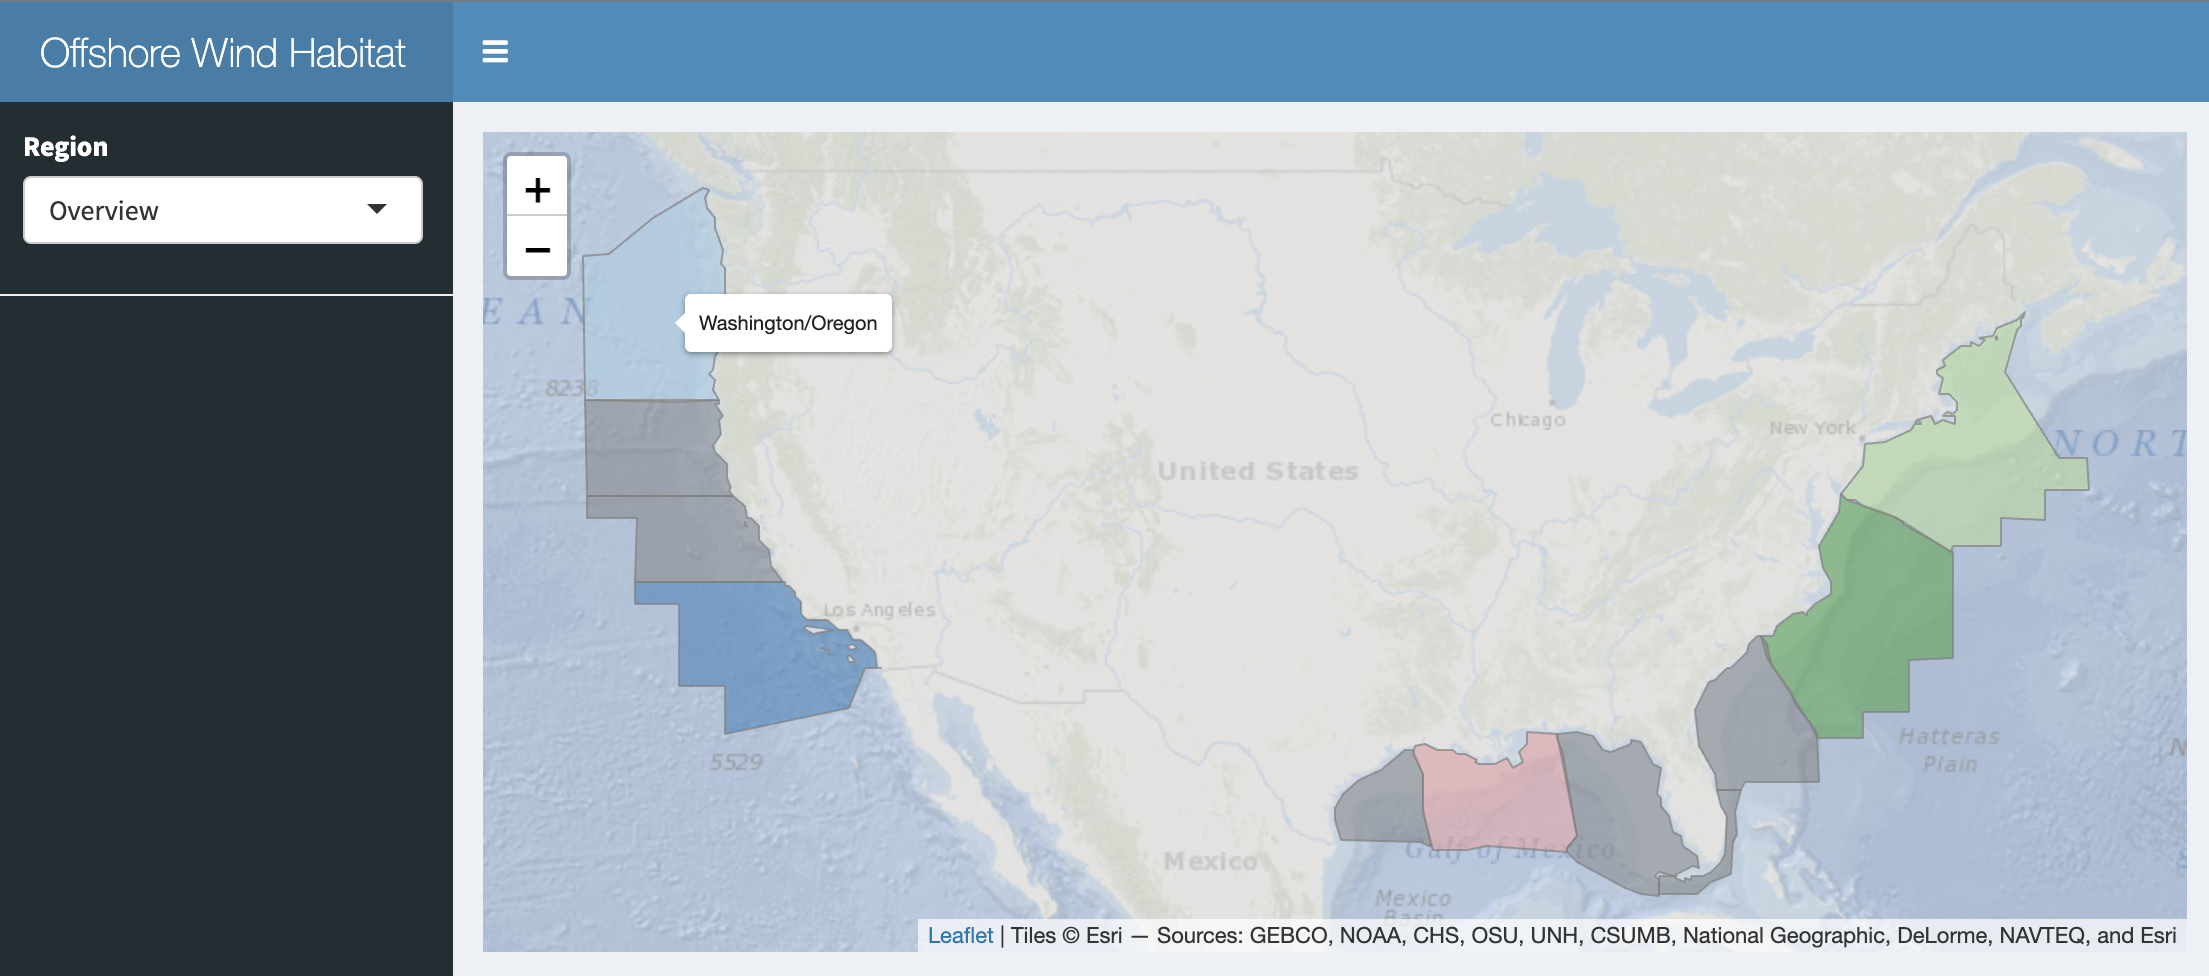 Offshore Wind Habitat
Region
Overview
+
−
E A N
Washington/Oregon
8238
Chicago
New York
N O R T
United States
Los Angeles
5529
Hatteras
Plain
N
Gulf of Mexico
Mexico
Mexico
Basin
Leaflet | Tiles © Esri — Sources: GEBCO, NOAA, CHS, OSU, UNH, CSUMB, National Geographic, DeLorme, NAVTEQ, and Esri